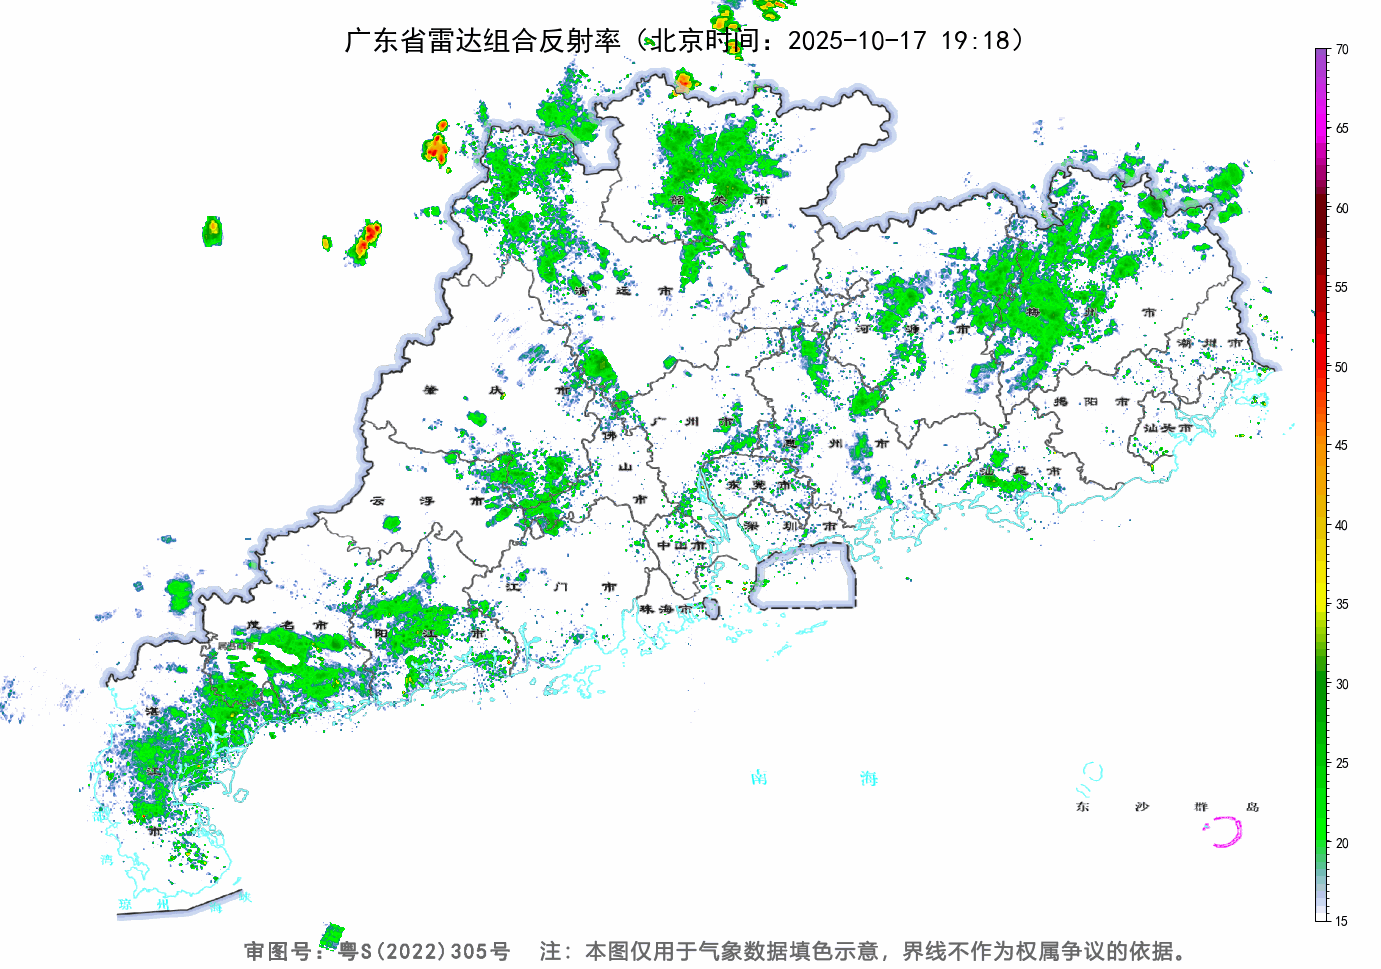 广东省雷达组合反射率（北京时间：2025-10-17 19:18）
70
65
60
55
50
45
40
35
30
25
20
15
韶关市
清远市
河源市
梅州市
潮州市
肇庆市
广州市
揭阳市
汕头市
佛山市
惠州市
云浮市
东莞市
汕尾市
深圳市
中山市
江门市
珠海市
茂名市
阳江市
湛江市
南海
东沙群岛
湾
琼州海峡
审图号：粤S(2022)305号 注：本图仅用于气象数据填色示意，界线不作为权属争议的依据。